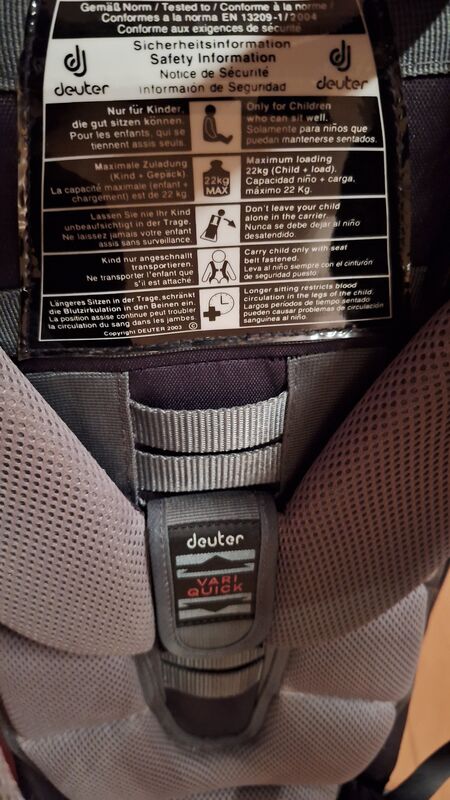 Gemäß Norm / Tested to / Conforme à la norme /
Conformes a la norma EN 13209-1/2004
Conforme aux exigences de sécurité
Sicherheitsinformation
Safety Information
Notice de Sécurité
Información de Seguridad
deuter
deuter
Nur für Kinder,
die gut sitzen können.
Pour les enfants, qui se
tiennent assis seuls.
Only for Children
who can sit well.
Solamente para niños que
puedan mantenerse sentados.
Maximale Zuladung
(Kind + Gepäck).
La capacité maximale (enfant +
chargement) est de 22 kg
22kg
MAX
Maximum loading
22kg (Child + load).
Capacidad niño + carga,
máximo 22 Kg.
Lassen Sie nie Ihr Kind
unbeaufsichtigt in der Trage.
Ne laissez jamais votre enfant
assis sans surveillance.
Don't leave your child
alone in the carrier.
Nunca se debe dejar al niño
desatendido.
Kind nur angeschnallt
transportieren.
Ne transporter l'enfant que
s'il est attaché
Carry child only with seat
belt fastened.
Leva al niño siempre con el cinturón
de seguridad puesto.
Längeres Sitzen in der Trage, schränkt
die Blutzirkulation in den Beinen ein.
La position assise continue peut troubler
la circulation du sang dans les jambes.
Copyright DEUTER 2003 ©
Longer sitting restricts blood
circulation in the legs of the child.
Largos períodos de tiempo sentado
pueden causar problemas de circulación
sanguínea al niño.
deuter
VARI
QUICK